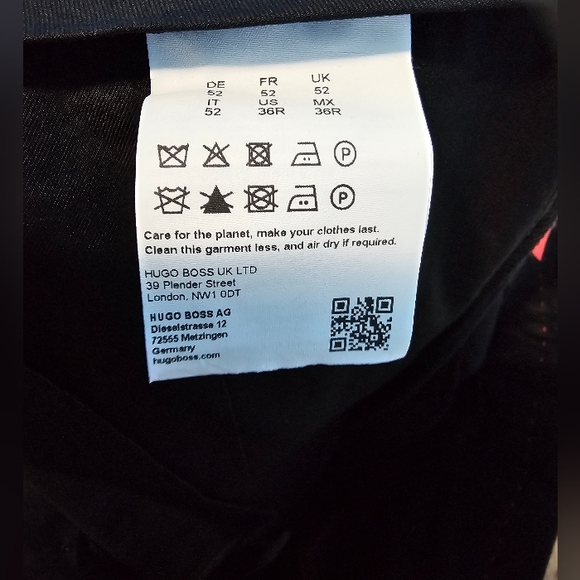 DE FR UK
52 52 52
IT US MX
52 36R 36R
P
P
Care for the planet, make your clothes last.
Clean this garment less, and air dry if required.
HUGO BOSS UK LTD
39 Plender Street
London, NW1 0DT
HUGO BOSS AG
Dieselstrasse 12
72555 Metzingen
Germany
hugoboss.com